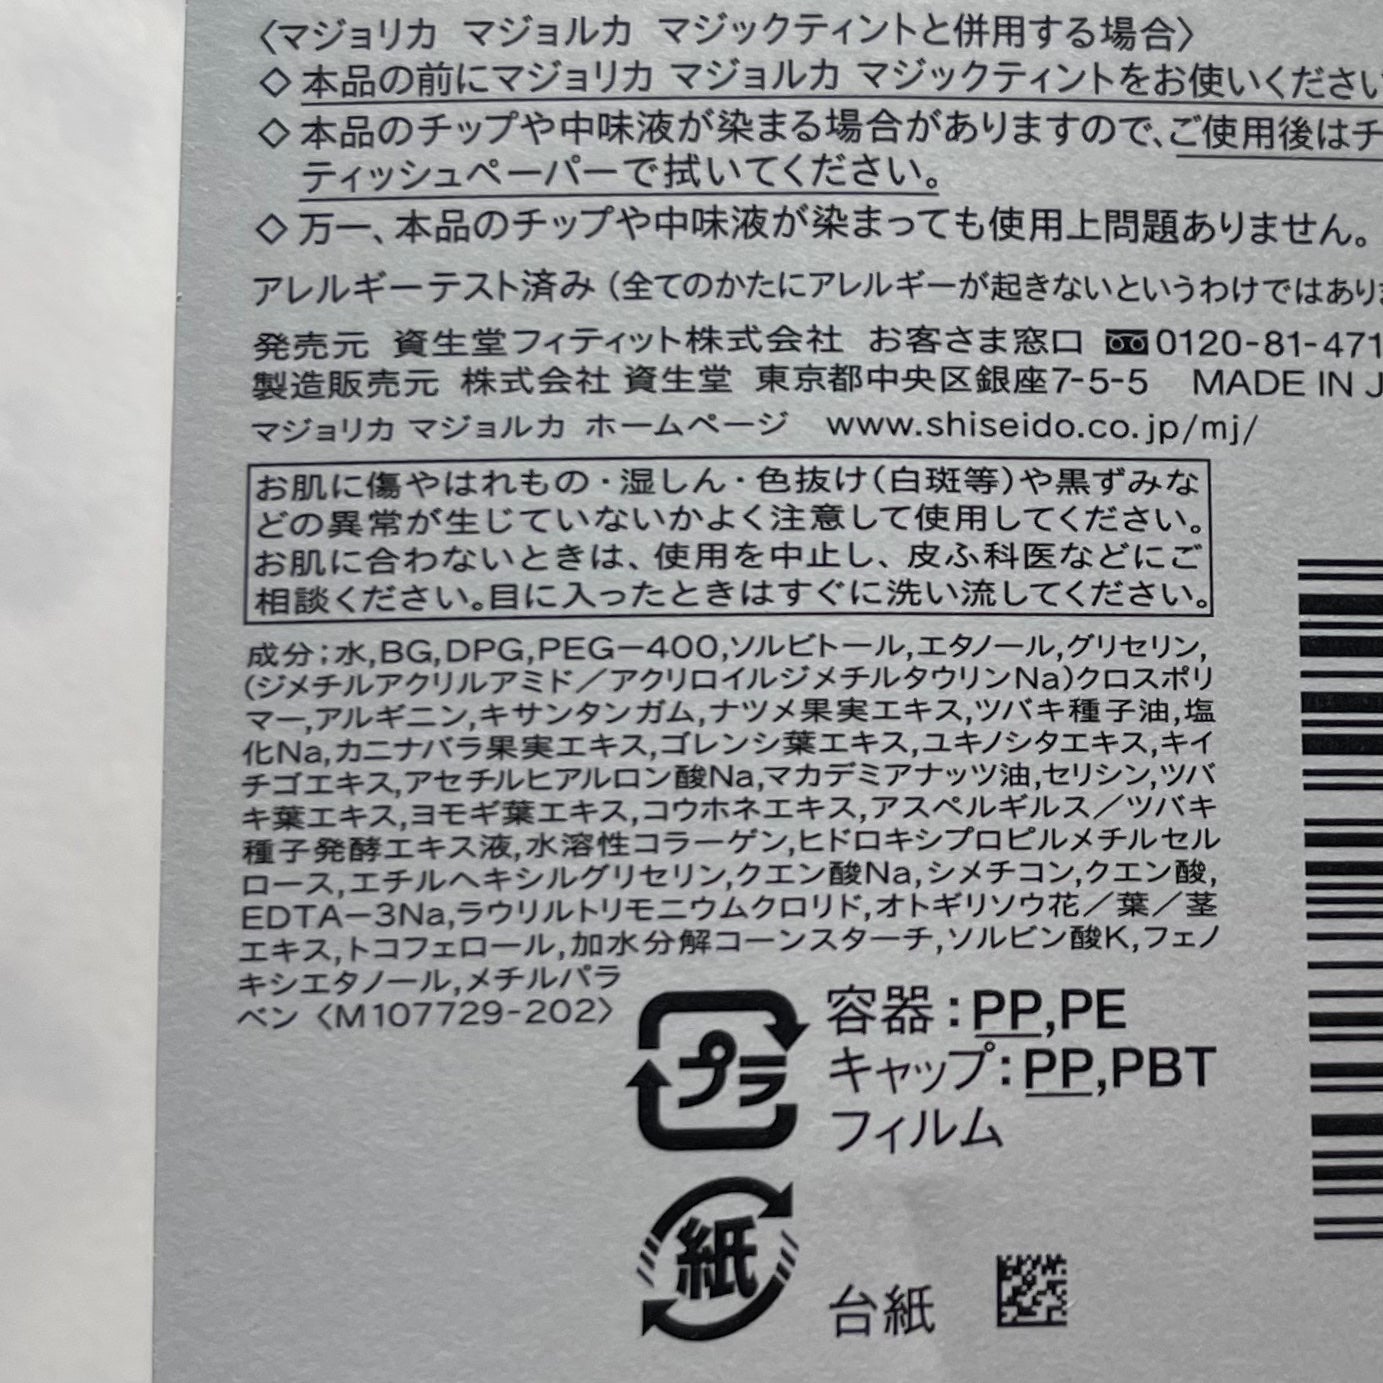 〈マジョリカ マジョルカ マジックティントと併用する場合〉
◇ 本品の前にマジョリカ マジョルカ マジックティントをお使いください
◇ 本品のチップや中味液が染まる場合がありますので、ご使用後はチ
ティッシュペーパーで拭いてください。
◇ 万一、本品のチップや中味液が染まっても使用上問題ありません。
アレルギーテスト済み（全てのかたにアレルギーが起きないというわけではあり
発売元 資生堂フィティット株式会社 お客さま窓口 0120-81-471
製造販売元 株式会社 資生堂 東京都中央区銀座7-5-5 MADE IN J
マジョリカ マジョルカ ホームページ www.shiseido.co.jp/mj/
お肌に傷やはれもの・湿しん・色抜け（白斑等）や黒ずみな
どの異常が生じていないかよく注意して使用してください。
お肌に合わないときは、使用を中止し、皮ふ科医などにご
相談ください。目に入ったときはすぐに洗い流してください。
成分；水,BG,DPG,PEG－400,ソルビトール,エタノール,グリセリン,
(ジメチルアクリルアミド／アクリロイルジメチルタウリンNa)クロスポリ
マー,アルギニン,キサンタンガム,ナツメ果実エキス,ツバキ種子油,塩
化Na,カニナバラ果実エキス,ゴレンシ葉エキス,ユキノシタエキス,キイ
チゴエキス,アセチルヒアルロン酸Na,マカデミアナッツ油,セリシン,ツバ
キ葉エキス,ヨモギ葉エキス,コウホネエキス,アスペルギルス／ツバキ
種子発酵エキス液,水溶性コラーゲン,ヒドロキシプロピルメチルセル
ロース,エチルヘキシルグリセリン,クエン酸Na,シメチコン,クエン酸,
EDTA－3Na,ラウリルトリモニウムクロリド,オトギリソウ花／葉／茎
エキス,トコフェロール,加水分解コーンスターチ,ソルビン酸K,フェノ
キシエタノール,メチルパラ
ベン〈M107729-202〉
プラ
容器：PP,PE
キャップ：PP,PBT
フィルム
紙
台紙